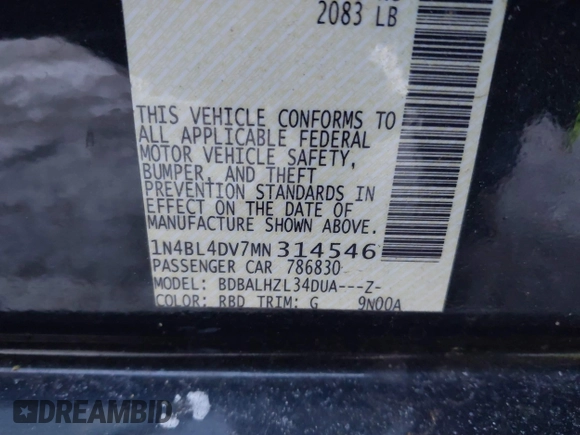 2083 LB
THIS VEHICLE CONFORMS TO
ALL APPLICABLE FEDERAL
MOTOR VEHICLE SAFETY,
BUMPER, AND THEFT
PREVENTION STANDARDS IN
EFFECT ON THE DATE OF
MANUFACTURE SHOWN ABOVE.
1N4BL4DV7MN314546
PASSENGER CAR 786830
MODEL: BDBALHZL34DUA---Z-
COLOR: RBD TRIM: G 9N00A
DREAMBID